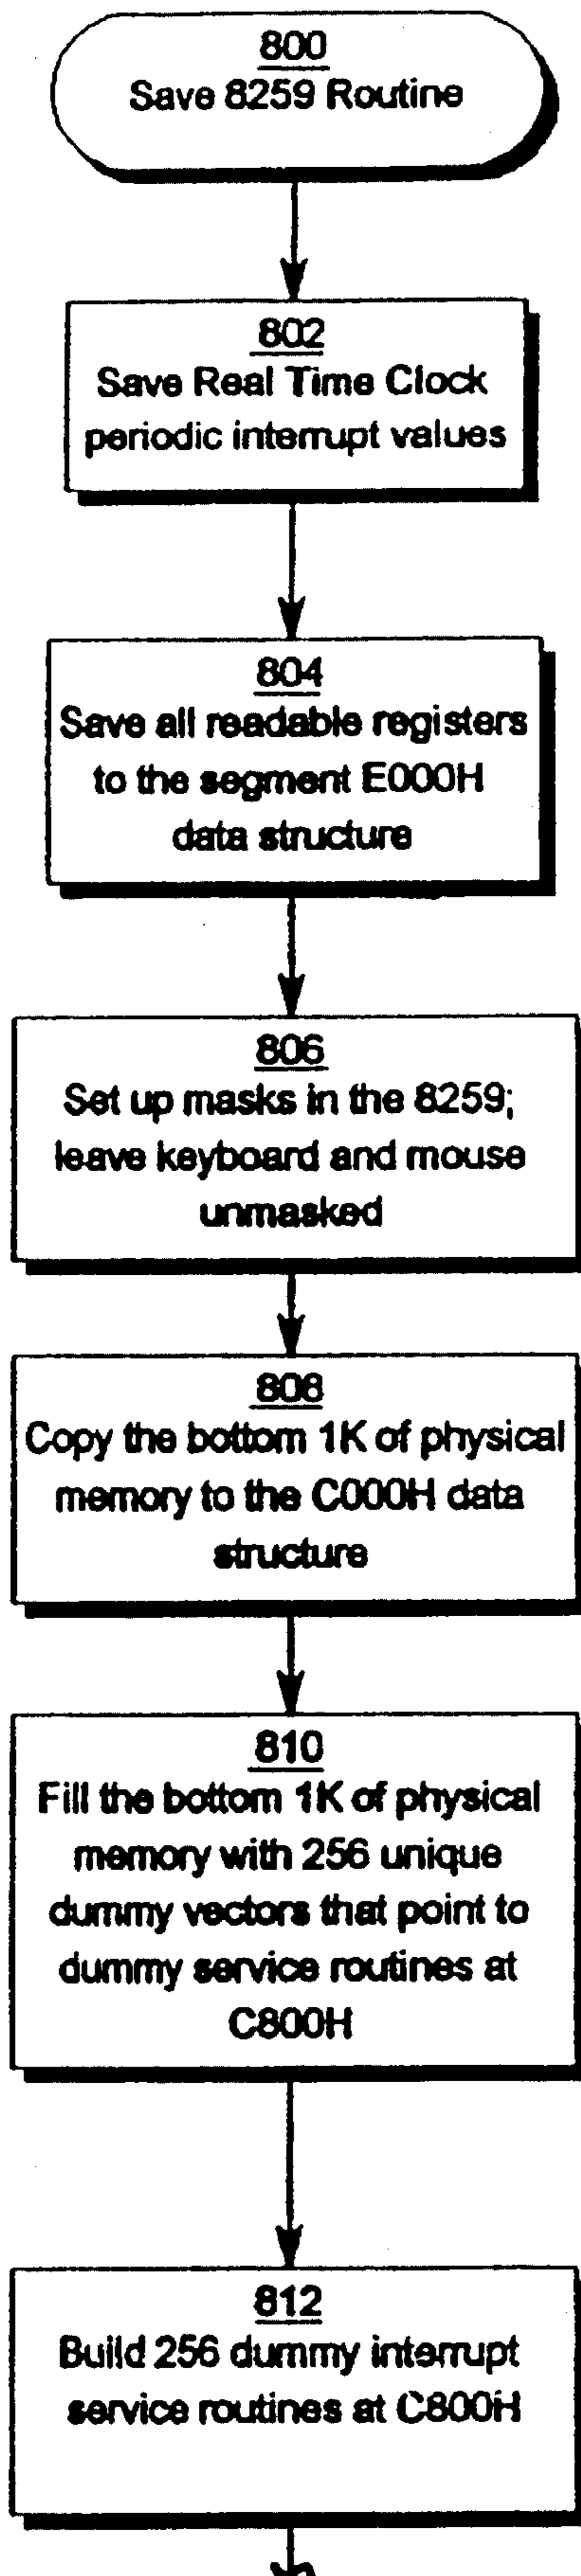 800
Save 8259 Routine
802
Save Real Time Clock
periodic interrupt values
804
Save all readable registers
to the segment E000H
data structure
806
Set up masks in the 8259;
leave keyboard and mouse
unmasked
808
Copy the bottom 1K of physical
memory to the C000H data
structure
810
Fill the bottom 1K of physical
memory with 256 unique
dummy vectors that point to
dummy service routines at
C800H
812
Build 256 dummy interrupt
service routines at C800H